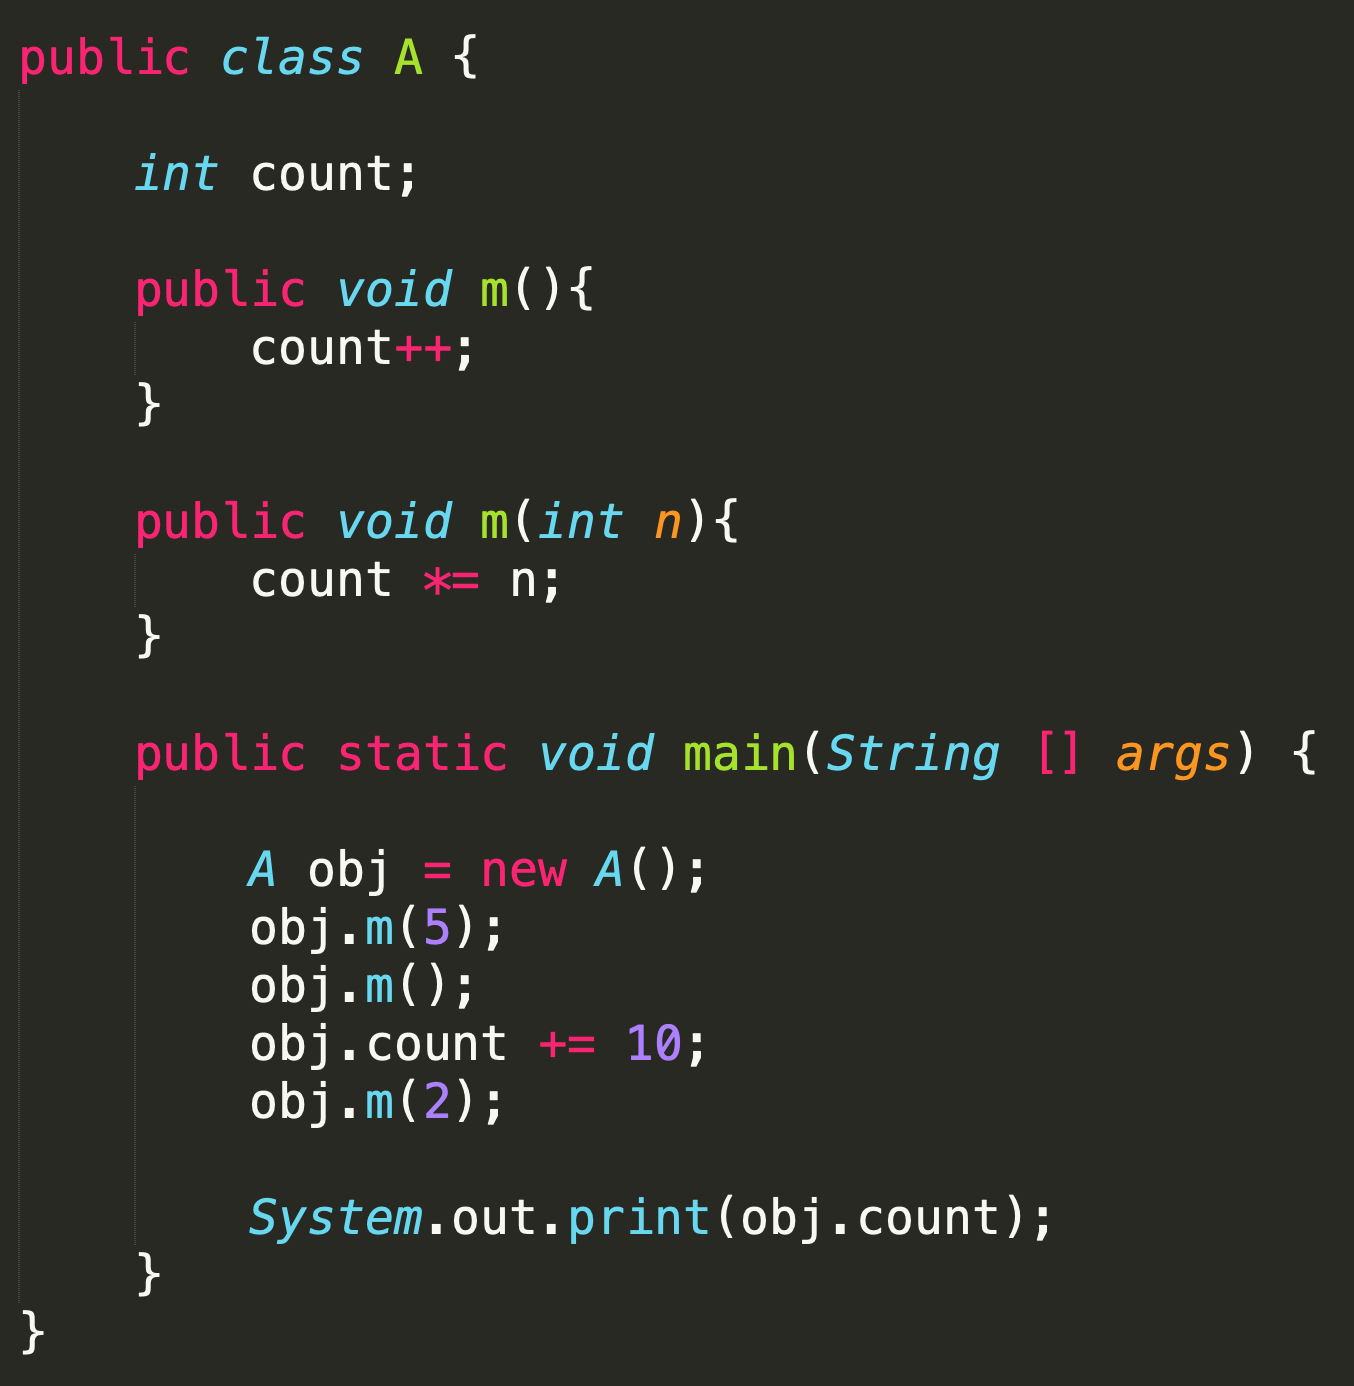 public class A {
int count;
public void m(){
count++;
}
public void m(int n){
count *= n;
}
public static void main(String [] args) {
A obj = new A();
obj.m(5);
obj.m();
obj.count += 10;
obj.m(2);
System.out.print(obj.count);
}
}